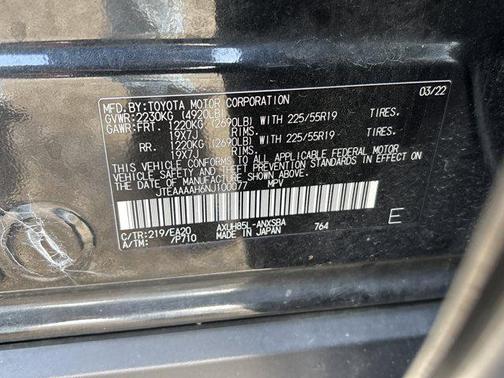 MFD.BY:TOYOTA MOTOR CORPORATION 03/22
GVWR:2230KG (4920LB)
GAWR:FRT. 1220KG (2690LB) WITH 225/55R19 TIRES.
19X7J RIMS.
RR. 1220KG (2690LB) WITH 225/55R19 TIRES.
19X7J RIMS.
THIS VEHICLE CONFORMS TO ALL APPLICABLE FEDERAL MOTOR
VEHICLE SAFETY AND THEFT PREVENTION STANDARDS IN EFFECT
ON THE DATE OF MANUFACTURE SHOWN ABOVE.
JTEAAAAH6NJ100077 MPV
E
C/TR:219/EA20 AXUH85L-ANXSBA 764
A/TM: /P710 MADE IN JAPAN